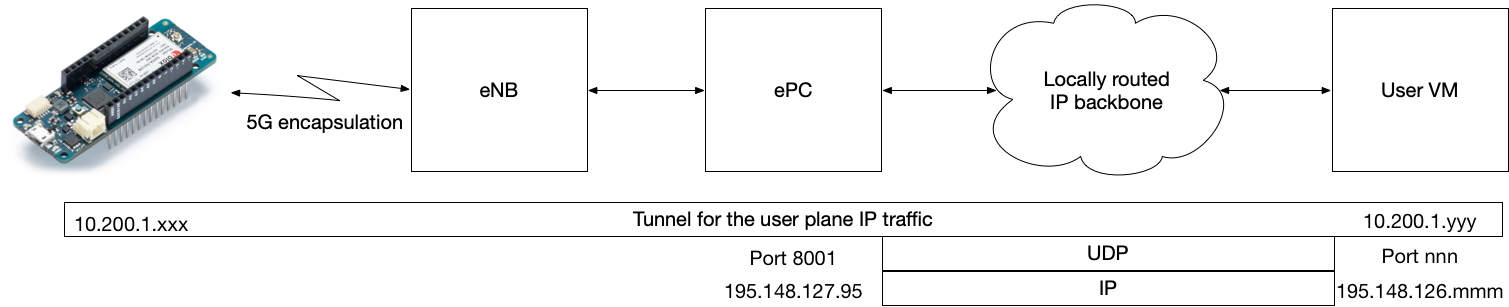 eNB
ePC
Locally routed
IP backbone
User VM
5G encapsulation
10.200.1.xxx
Tunnel for the user plane IP traffic
10.200.1.yyy
Port 8001
UDP
Port nnn
195.148.127.95
IP
195.148.126.mmm